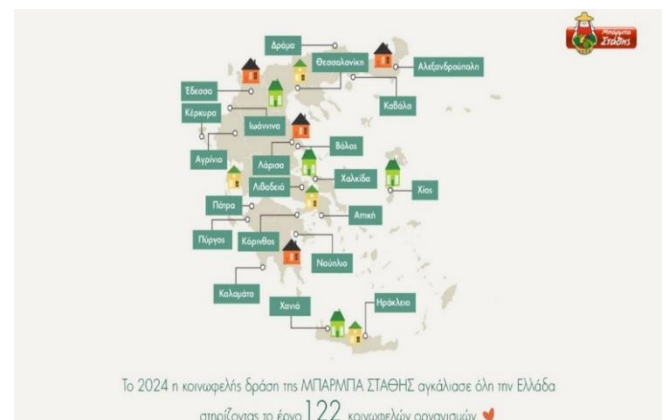 Μπάρμπα
Στάθης
Δράμα
Θεσσαλονίκη
Αλεξανδρούπολη
Έδεσσα
Καβάλα
Κέρκυρα
Ιωάννινα
Βόλος
Αγρίνιο
Λάρισα
Χαλκίδα
Λιβαδειά
Χίος
Πάτρα
Αττική
Πύργος
Κόρινθος
Ναύπλιο
Καλαμάτα
Χανιά
Ηράκλειο
Το 2024 η κοινωφελής δράση της ΜΠΑΡΜΠΑ ΣΤΑΘΗΣ αγκάλιασε όλη την Ελλάδα
στηρίζοντας το έργο 122 κοινωφελών οργανισμών